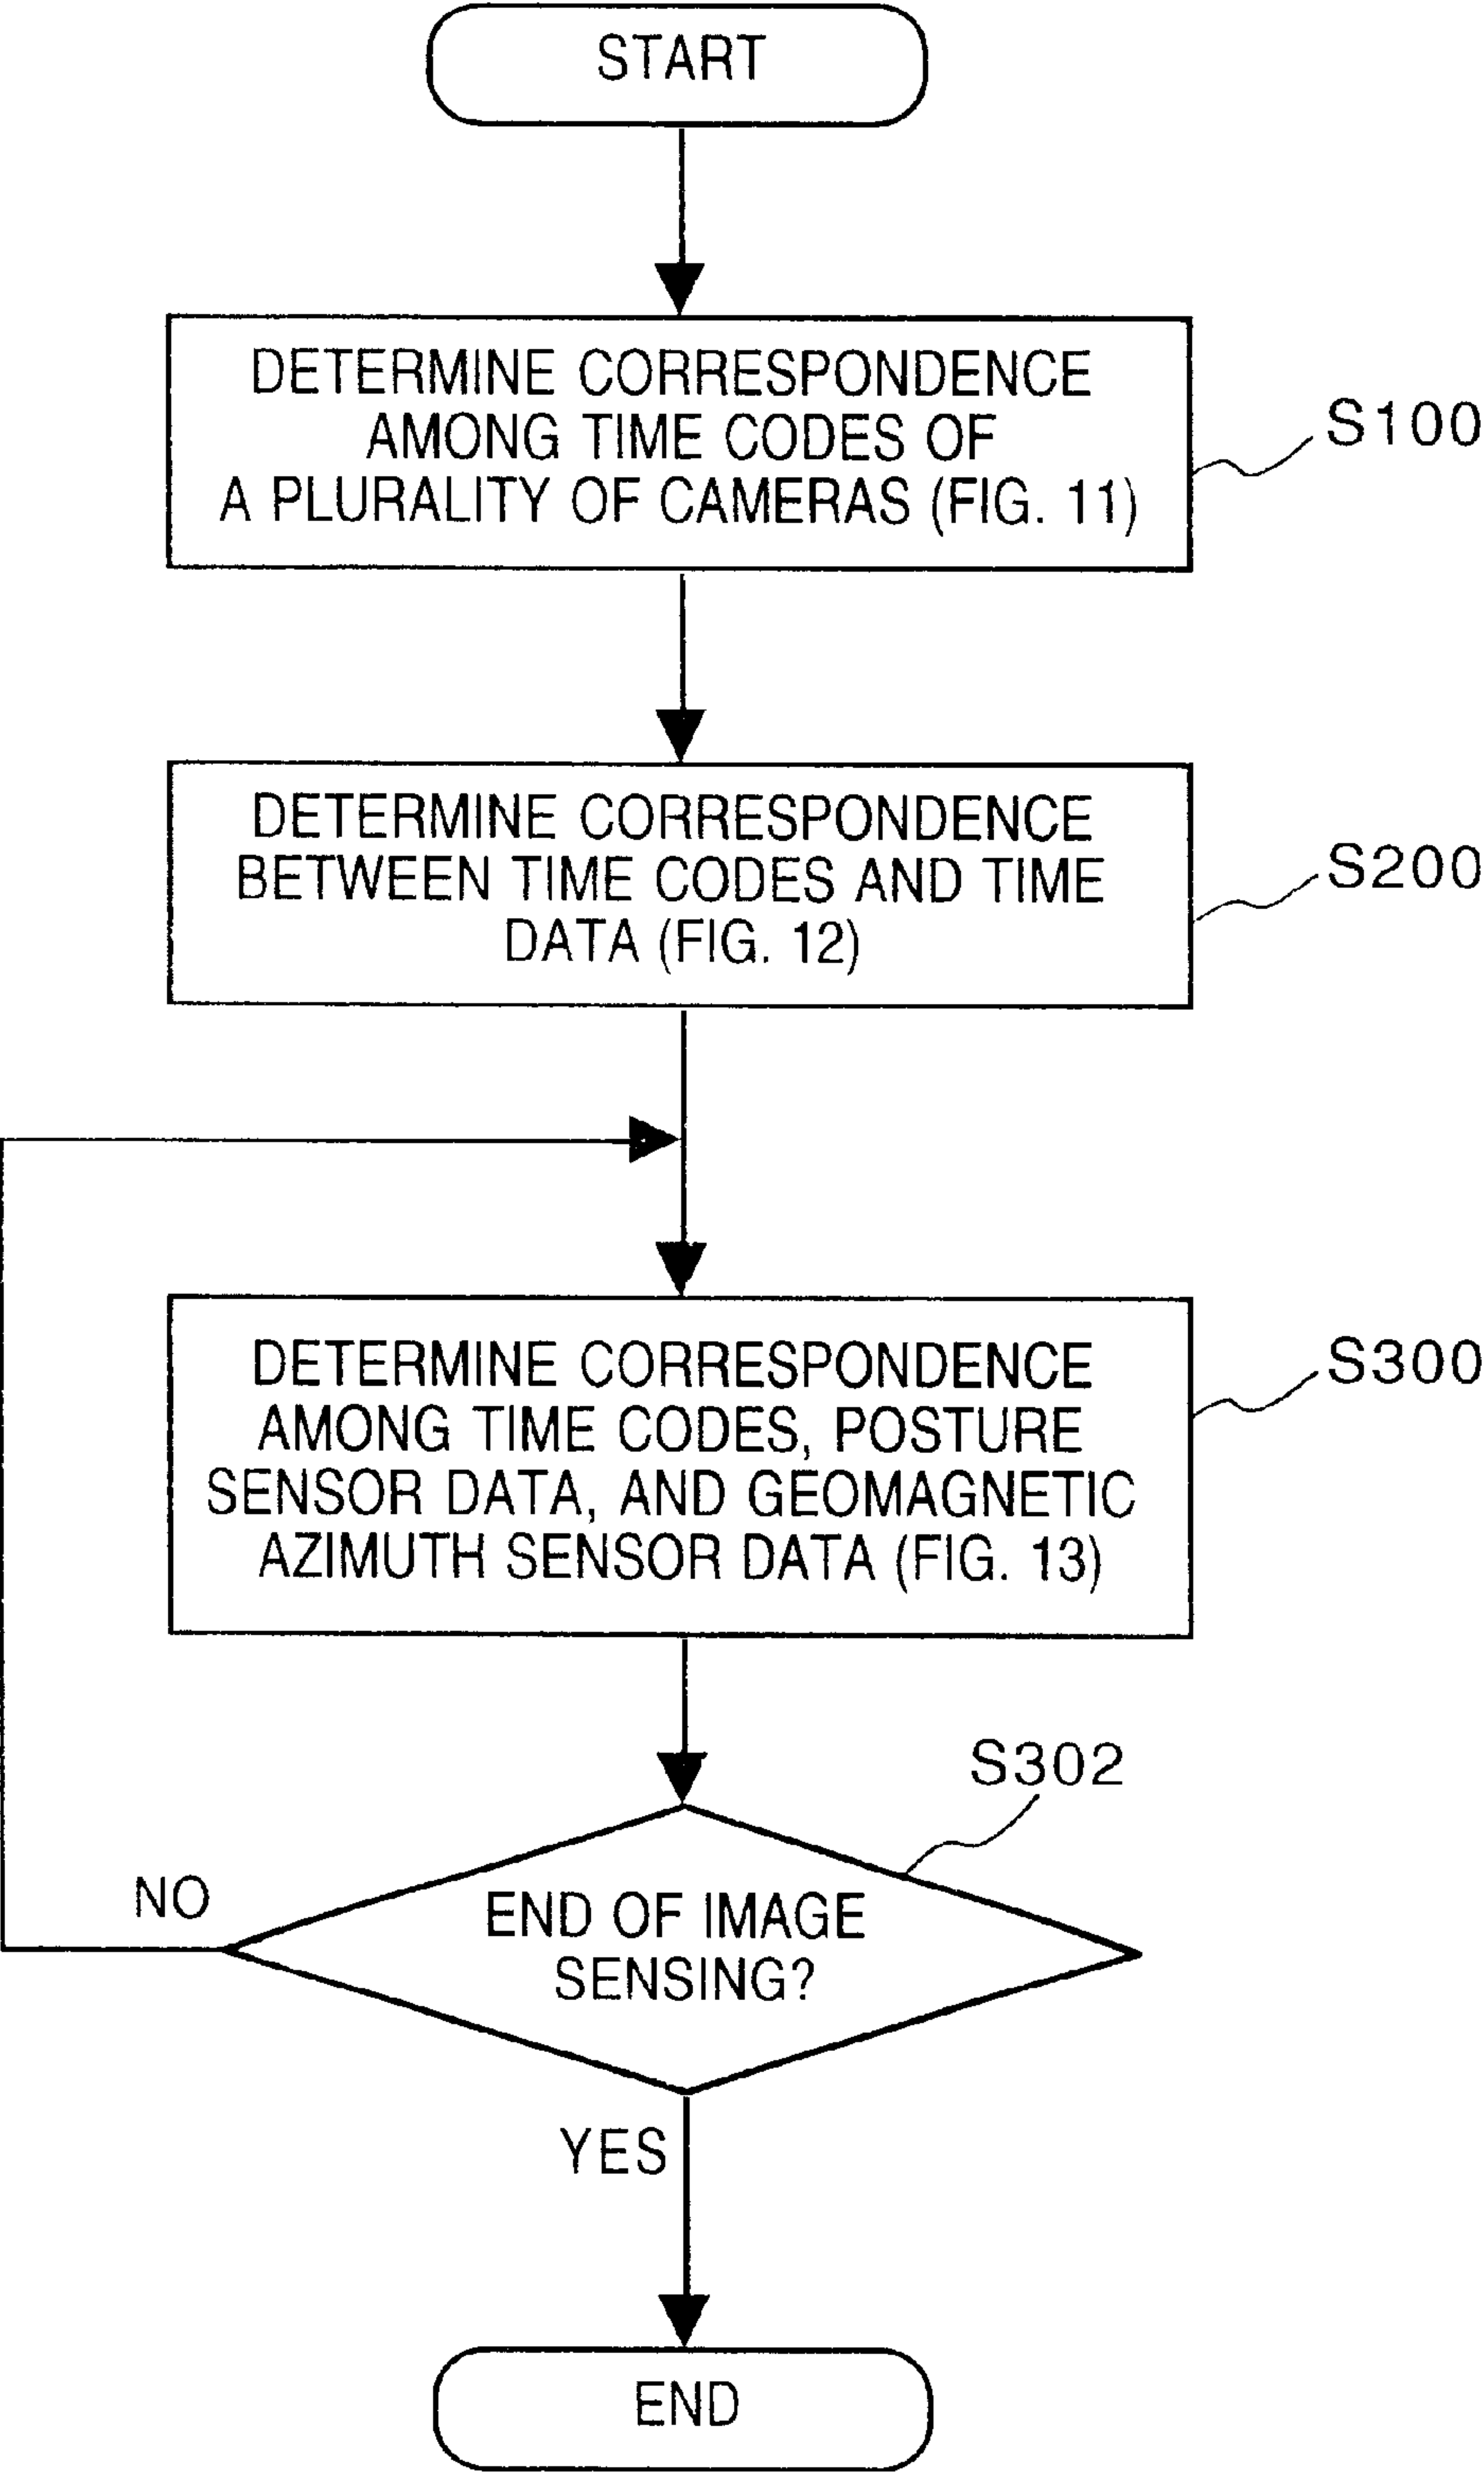 START
DETERMINE CORRESPONDENCE
AMONG TIME CODES OF
A PLURALITY OF CAMERAS (FIG. 11)
S100
DETERMINE CORRESPONDENCE
BETWEEN TIME CODES AND TIME
DATA (FIG. 12)
S200
DETERMINE CORRESPONDENCE
AMONG TIME CODES, POSTURE
SENSOR DATA, AND GEOMAGNETIC
AZIMUTH SENSOR DATA (FIG. 13)
S300
S302
NO
END OF IMAGE
SENSING?
YES
END